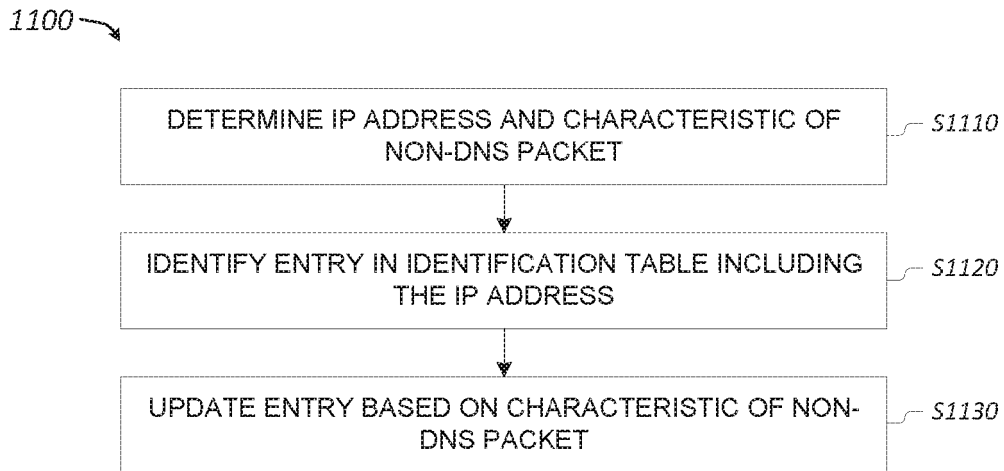 1100
DETERMINE IP ADDRESS AND CHARACTERISTIC OF
NON-DNS PACKET
S1110
IDENTIFY ENTRY IN IDENTIFICATION TABLE INCLUDING
THE IP ADDRESS
S1120
UPDATE ENTRY BASED ON CHARACTERISTIC OF NON-
DNS PACKET
S1130